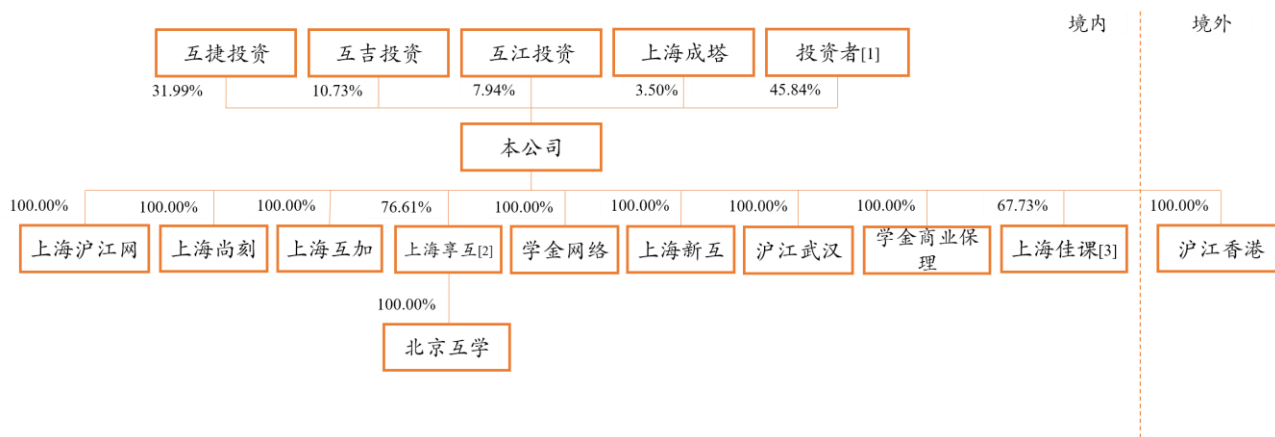 境内
境外
互捷投资
互吉投资
互江投资
上海成塔
投资者[1]
31.99%
10.73%
7.94%
3.50%
45.84%
本公司
100.00%
100.00%
100.00%
76.61%
100.00%
100.00%
100.00%
100.00%
67.73%
100.00%
上海沪江网
上海尚刻
上海互加
上海享互[2]
学金网络
上海新互
沪江武汉
学金商业保
理
上海佳课[3]
沪江香港
100.00%
北京互学